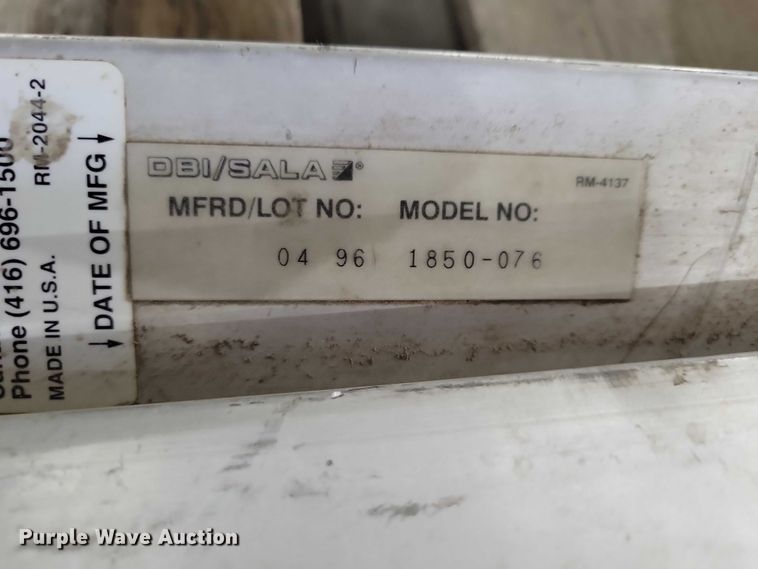 Phone (416) 696-1500
MADE IN U.S.A.
RM-2044-2
DATE OF MFG
DBI/SALA®
RM-4137
MFRD/LOT NO: MODEL NO:
04 96 1850-076
Purple Wave Auction